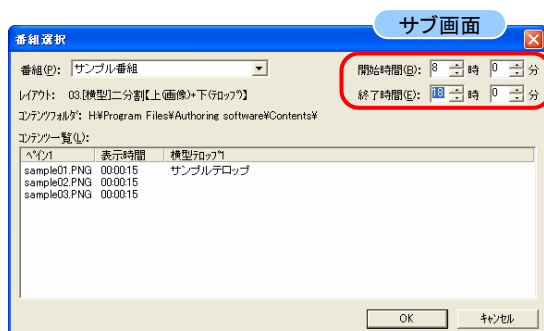 サブ画面
番組選択
番組(P): サンプル番組
開始時間(B): 8 時 0 分
レイアウト: 03.[横型]二分割【上(画像)+下(テロップ)】
終了時間(E): 18 時 0 分
コンテンツフォルダ: H:¥Program Files¥Authoring software¥Contents¥
コンテンツ一覧(L):
ペイン1 表示時間 横型テロップ1
sample01.PNG 00:00:15 サンプルテロップ
sample02.PNG 00:00:15
sample03.PNG 00:00:15
OK キャンセル